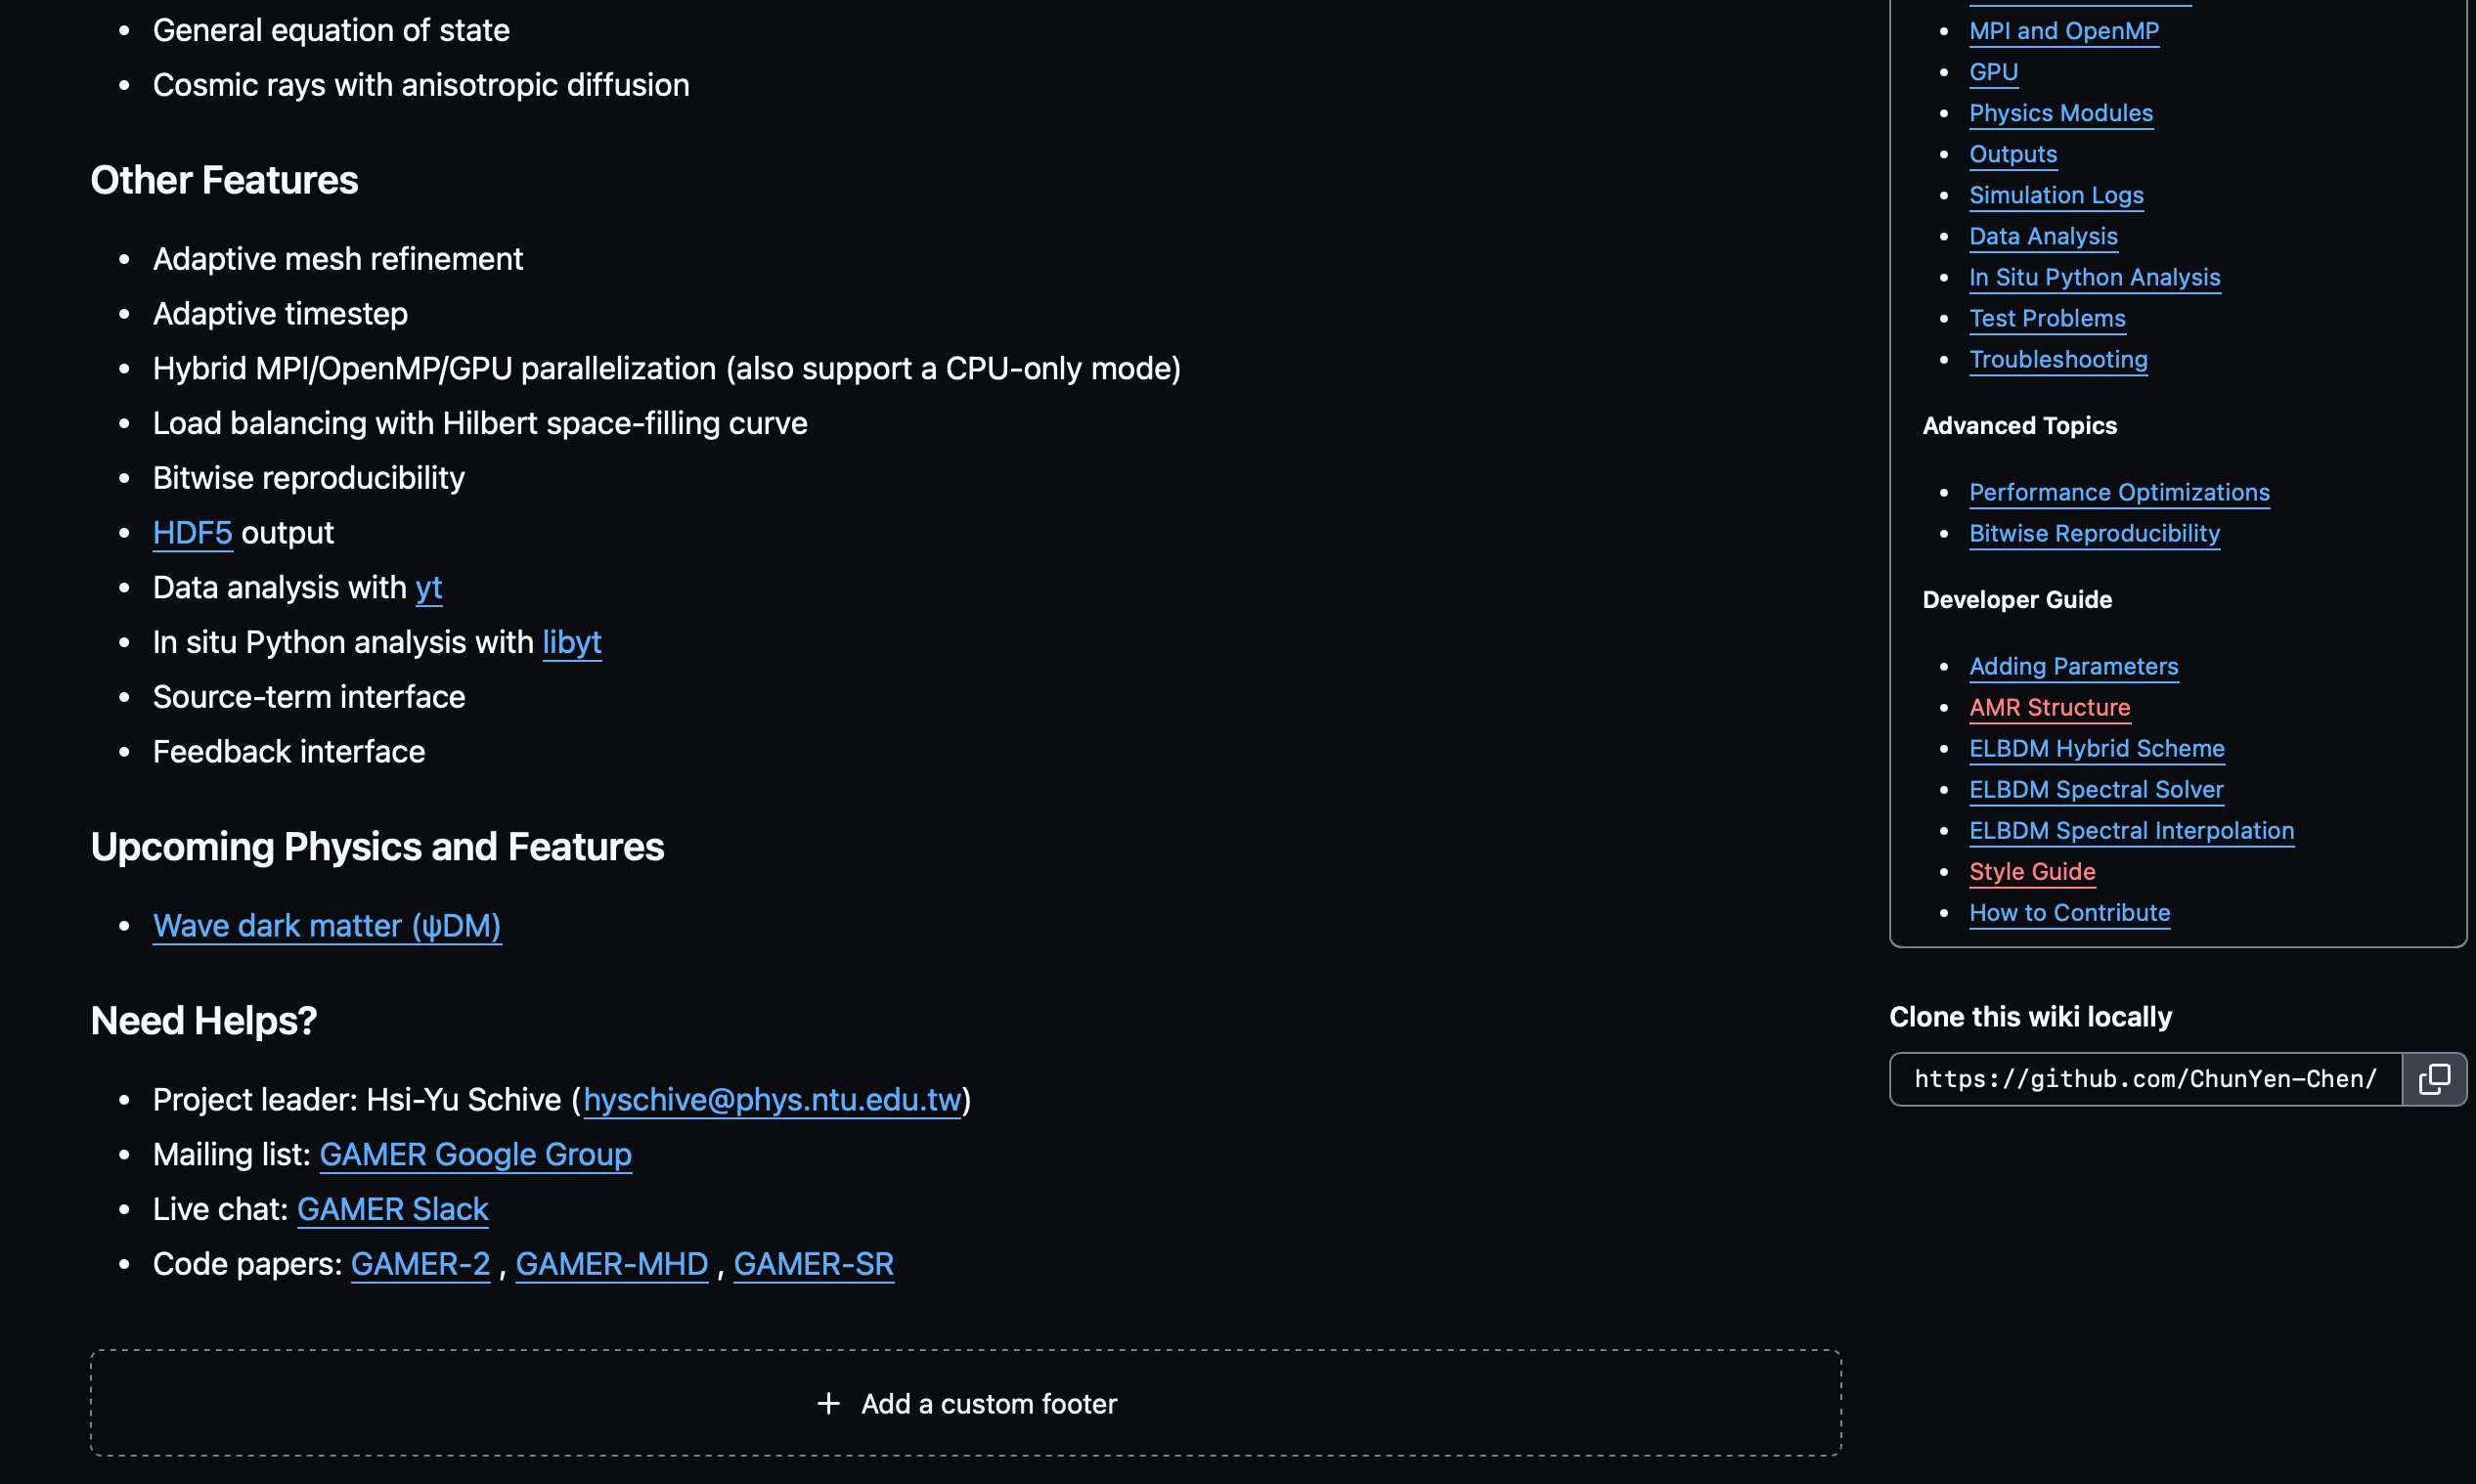 General equation of state
Cosmic rays with anisotropic diffusion
Other Features
Adaptive mesh refinement
Adaptive timestep
Hybrid MPI/OpenMP/GPU parallelization (also support a CPU-only mode)
Load balancing with Hilbert space-filling curve
Bitwise reproducibility
HDF5 output
Data analysis with yt
In situ Python analysis with libyt
Source-term interface
Feedback interface
Upcoming Physics and Features
Wave dark matter (ψDM)
Need Helps?
Project leader: Hsi-Yu Schive (hyschive@phys.ntu.edu.tw)
Mailing list: GAMER Google Group
Live chat: GAMER Slack
Code papers: GAMER-2 , GAMER-MHD , GAMER-SR
Add a custom footer
MPI and OpenMP
GPU
Physics Modules
Outputs
Simulation Logs
Data Analysis
In Situ Python Analysis
Test Problems
Troubleshooting
Advanced Topics
Performance Optimizations
Bitwise Reproducibility
Developer Guide
Adding Parameters
AMR Structure
ELBDM Hybrid Scheme
ELBDM Spectral Solver
ELBDM Spectral Interpolation
Style Guide
How to Contribute
Clone this wiki locally
https://github.com/ChunYen-Chen/